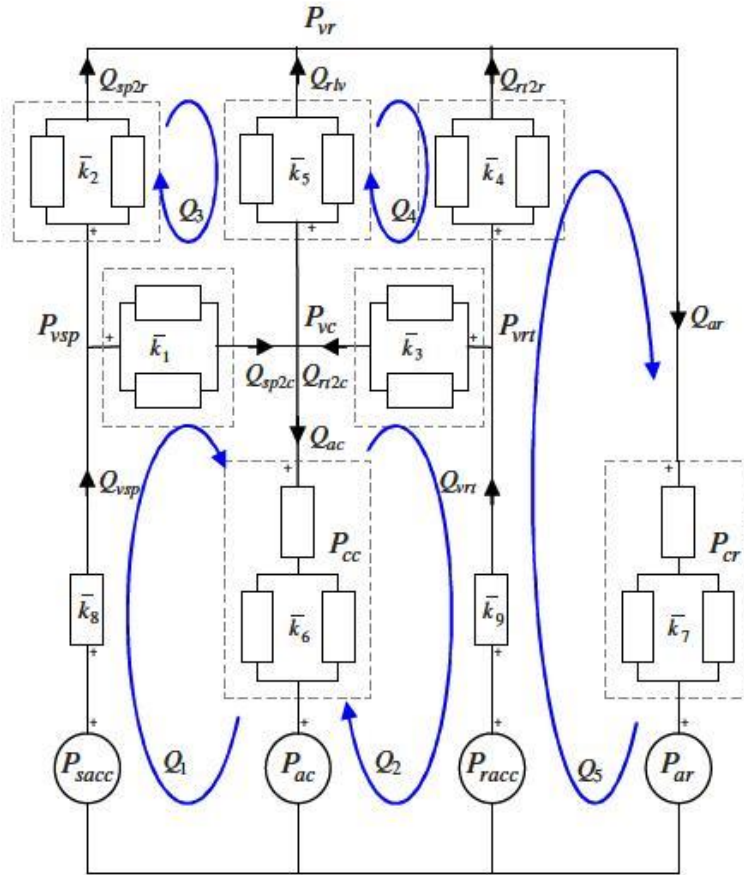 P_vr
Q_sp2r Q_rlv Q_rt2r
k̅_2 k̅_5 k̅_4
Q_3 Q_4
+ + +
P_vsp P_vc P_vrt Q_ar
+ k̅_1 k̅_3 +
Q_sp2c Q_rt2c
Q_ac
+ +
Q_vsp Q_vrt
P_cc P_cr
k̅_8 k̅_6 k̅_9 k̅_7
+ +
+ + + +
P_sacc Q_1 P_ac Q_2 P_racc Q_5 P_ar